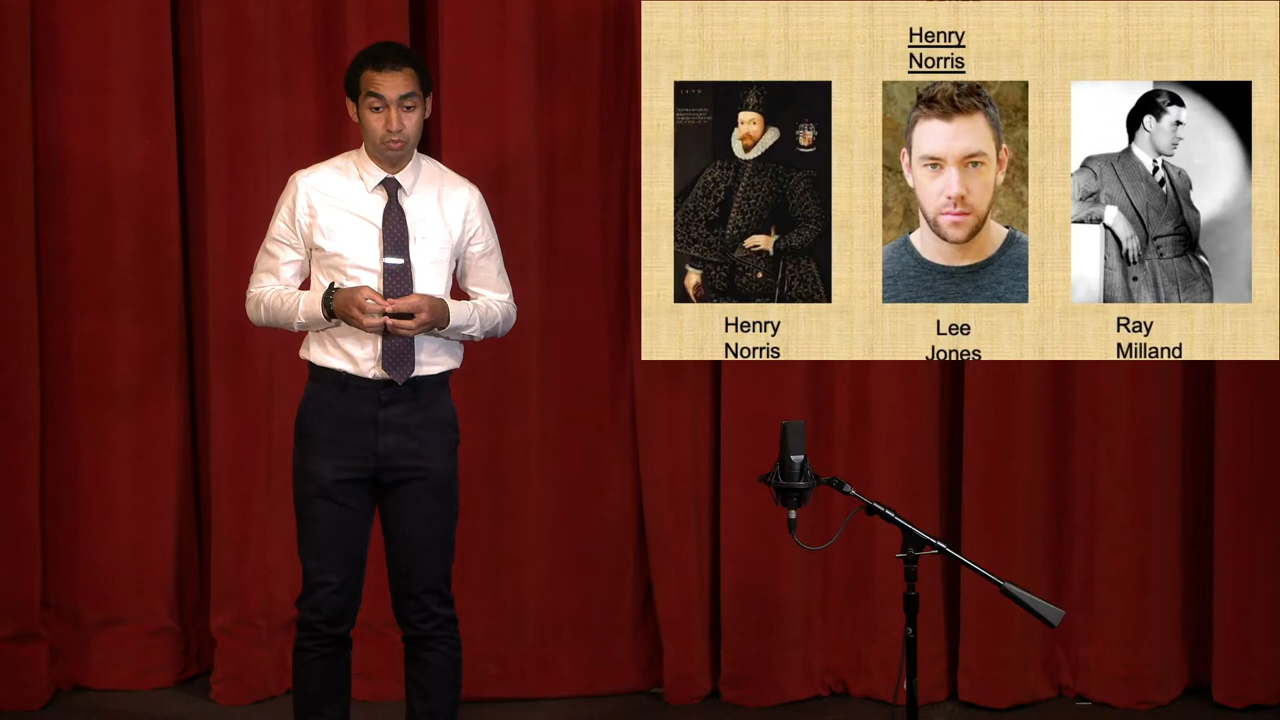 Henry
Norris
Henry
Norris
Lee
Jones
Ray
Milland